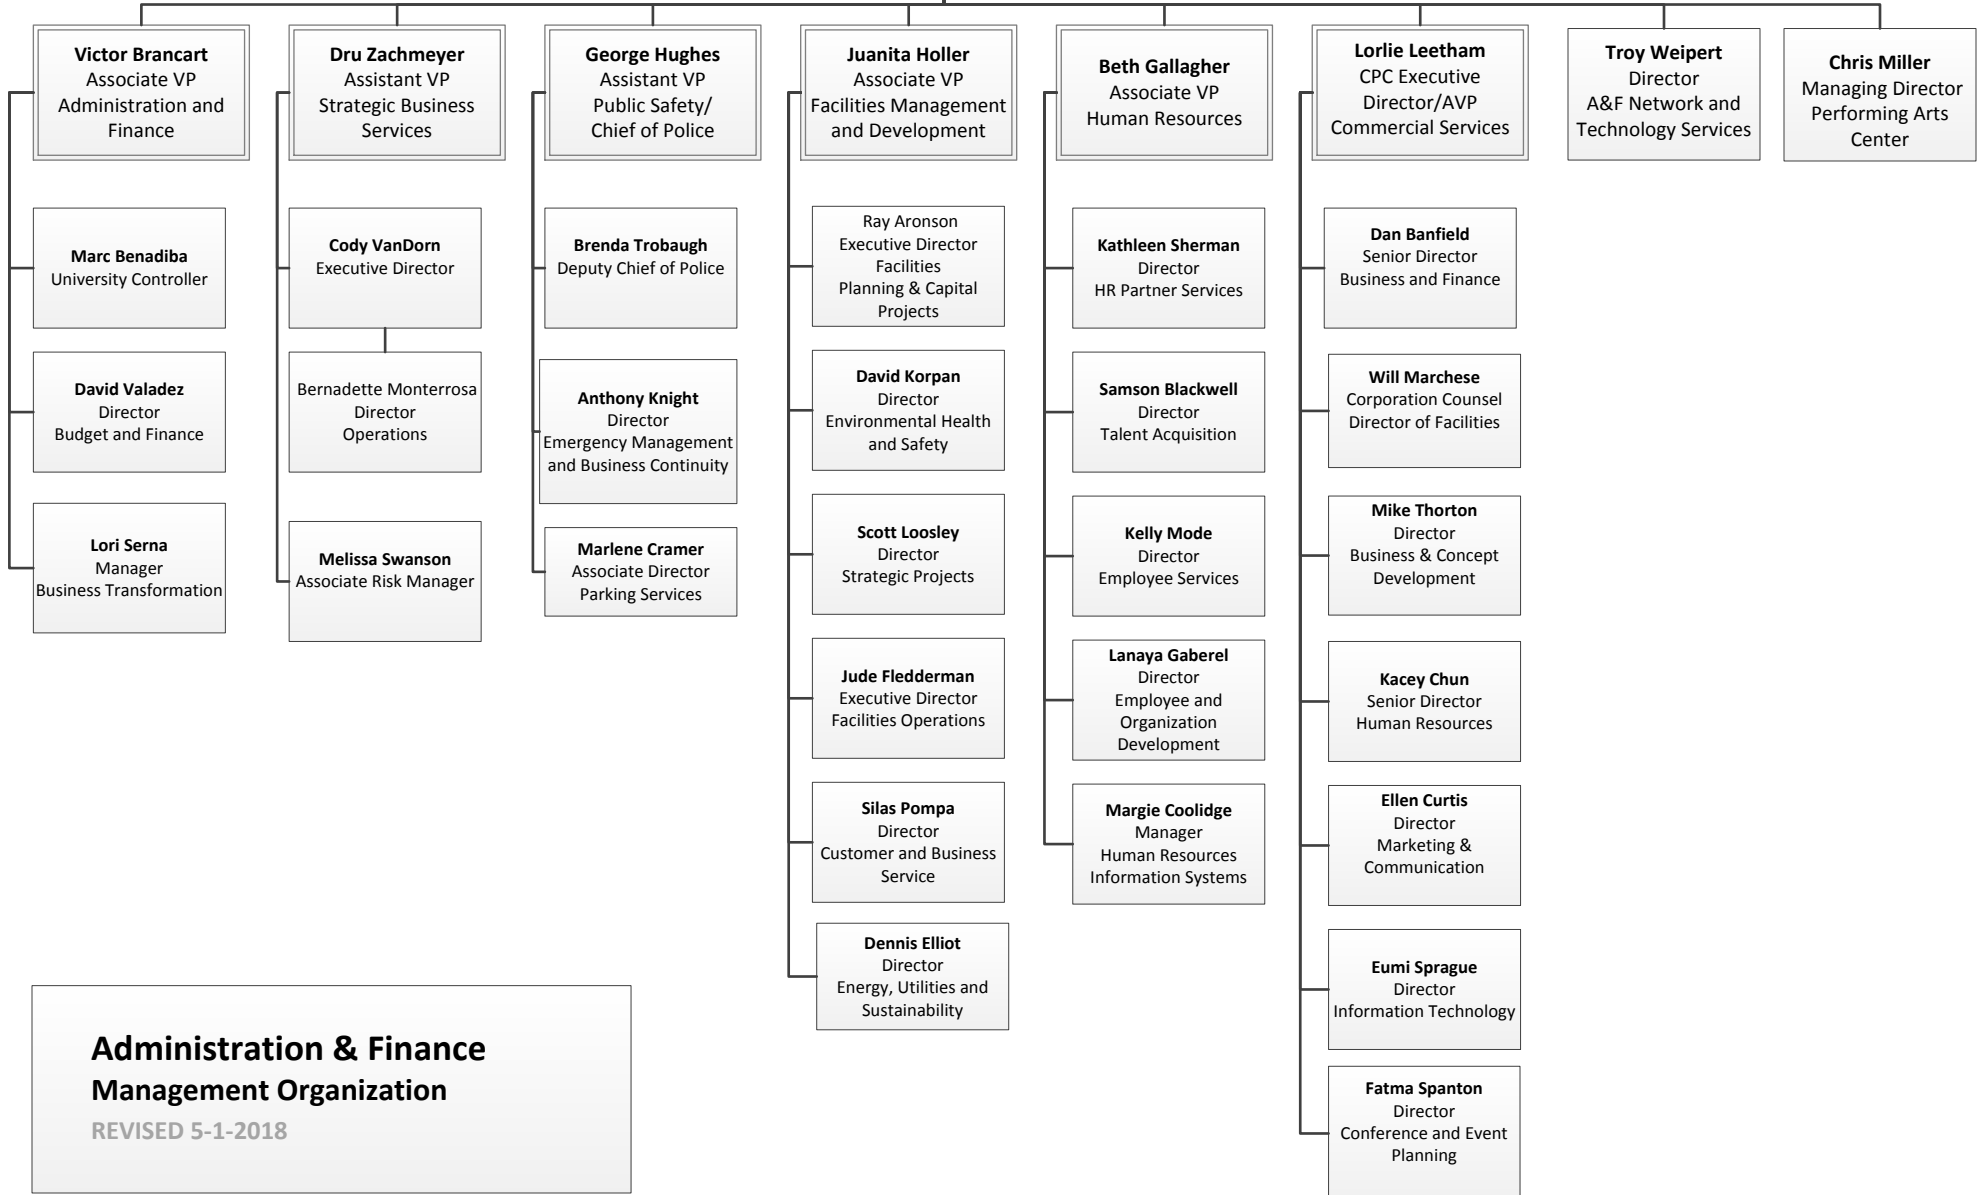 Victor Brancart
Associate VP
Administration and
Finance
Dru Zachmeyer
Assistant VP
Strategic Business
Services
George Hughes
Assistant VP
Public Safety/
Chief of Police
Juanita Holler
Associate VP
Facilities Management
and Development
Beth Gallagher
Associate VP
Human Resources
Lorlie Leetham
CPC Executive
Director/AVP
Commercial Services
Troy Weipert
Director
A&F Network and
Technology Services
Chris Miller
Managing Director
Performing Arts
Center
Marc Benadiba
University Controller
David Valadez
Director
Budget and Finance
Lori Serna
Manager
Business Transformation
Cody VanDorn
Executive Director
Bernadette Monterrosa
Director
Operations
Melissa Swanson
Associate Risk Manager
Brenda Trobaugh
Deputy Chief of Police
Anthony Knight
Director
Emergency Management
and Business Continuity
Marlene Cramer
Associate Director
Parking Services
Ray Aronson
Executive Director
Facilities
Planning & Capital
Projects
David Korpan
Director
Environmental Health
and Safety
Scott Loosley
Director
Strategic Projects
Jude Fledderman
Executive Director
Facilities Operations
Silas Pompa
Director
Customer and Business
Service
Dennis Elliot
Director
Energy, Utilities and
Sustainability
Kathleen Sherman
Director
HR Partner Services
Samson Blackwell
Director
Talent Acquisition
Kelly Mode
Director
Employee Services
Lanaya Gaberel
Director
Employee and
Organization
Development
Margie Coolidge
Manager
Human Resources
Information Systems
Dan Banfield
Senior Director
Business and Finance
Will Marchese
Corporation Counsel
Director of Facilities
Mike Thorton
Director
Business & Concept
Development
Kacey Chun
Senior Director
Human Resources
Ellen Curtis
Director
Marketing &
Communication
Eumi Sprague
Director
Information Technology
Fatma Spanton
Director
Conference and Event
Planning
Administration & Finance
Management Organization
REVISED 5-1-2018